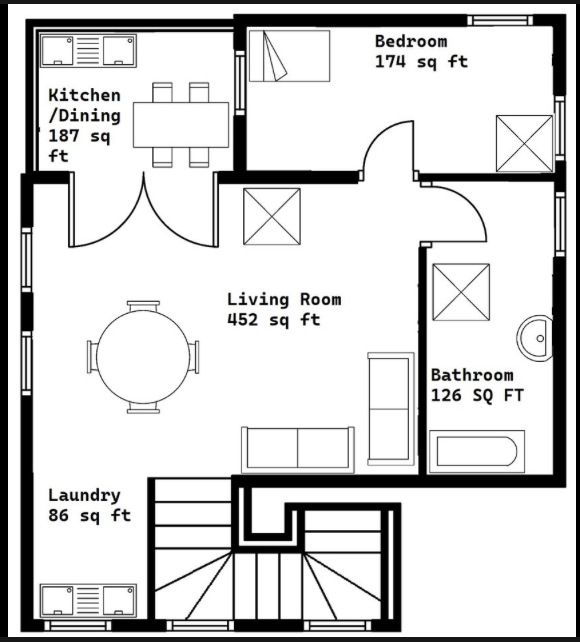 Bedroom
174 sq ft
Kitchen
/Dining
187 sq
ft
Living Room
452 sq ft
Bathroom
126 SQ FT
Laundry
86 sq ft